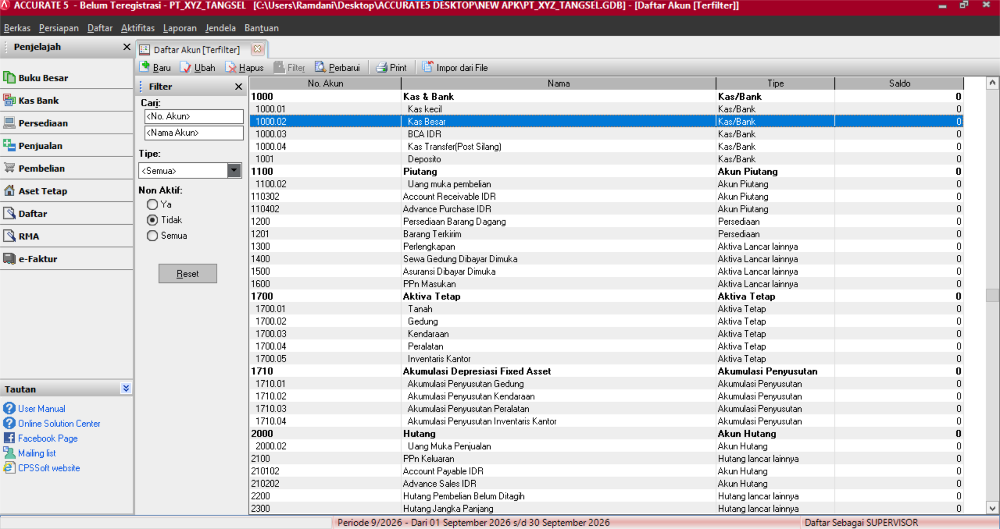 ACCURATE 5 - Belum Teregistrasi - PT_XYZ_TANGSEL [C:\Users\Ramdani\Desktop\ACCURATE5 DESKTOP\NEW APK\PT_XYZ_TANGSEL.GDB] - [Daftar Akun [Terfilter]]
Berkas Persiapan Daftar Aktifitas Laporan Jendela Bantuan
Penjelajah
Buku Besar
Kas Bank
Persediaan
Penjualan
Pembelian
Aset Tetap
Daftar
RMA
e-Faktur
Tautan
User Manual
Online Solution Center
Facebook Page
Mailing list
CPSSoft website
Daftar Akun [Terfilter]
Baru Ubah Hapus Filter Perbarui Print Impor dari File
Filter
Cari:
<No. Akun>
<Nama Akun>
Tipe:
<Semua>
Non Aktif:
Ya
Tidak
Semua
Reset
No. Akun Nama Tipe Saldo
1000 Kas & Bank Kas/Bank 0
1000.01 Kas kecil Kas/Bank 0
1000.02 Kas Besar Kas/Bank 0
1000.03 BCA IDR Kas/Bank 0
1000.04 Kas Transfer(Post Silang) Kas/Bank 0
1001 Deposito Kas/Bank 0
1100 Piutang Akun Piutang 0
1100.02 Uang muka pembelian Akun Piutang 0
110302 Account Receivable IDR Akun Piutang 0
110402 Advance Purchase IDR Akun Piutang 0
1200 Persediaan Barang Dagang Persediaan 0
1201 Barang Terkirim Persediaan 0
1300 Perlengkapan Aktiva Lancar lainnya 0
1400 Sewa Gedung Dibayar Dimuka Aktiva Lancar lainnya 0
1500 Asuransi Dibayar Dimuka Aktiva Lancar lainnya 0
1600 PPn Masukan Aktiva Lancar lainnya 0
1700 Aktiva Tetap Aktiva Tetap 0
1700.01 Tanah Aktiva Tetap 0
1700.02 Gedung Aktiva Tetap 0
1700.03 Kendaraan Aktiva Tetap 0
1700.04 Peralatan Aktiva Tetap 0
1700.05 Inventaris Kantor Aktiva Tetap 0
1710 Akumulasi Depresiasi Fixed Asset Akumulasi Penyusutan 0
1710.01 Akumulasi Penyusutan Gedung Akumulasi Penyusutan 0
1710.02 Akumulasi Penyusutan Kendaraan Akumulasi Penyusutan 0
1710.03 Akumulasi Penyusutan Peralatan Akumulasi Penyusutan 0
1710.04 Akumulasi Penyusutan Inventaris Kantor Akumulasi Penyusutan 0
2000 Hutang Akun Hutang 0
2000.02 Uang Muka Penjualan Akun Hutang 0
2100 PPn Keluaran Hutang lancar lainnya 0
210102 Account Payable IDR Akun Hutang 0
210202 Advance Sales IDR Akun Hutang 0
2200 Hutang Pembelian Belum Ditagih Hutang lancar lainnya 0
2300 Hutang Jangka Panjang Hutang lancar lainnya 0
Periode 9/2026 - Dari 01 September 2026 s/d 30 September 2026
Daftar Sebagai SUPERVISOR